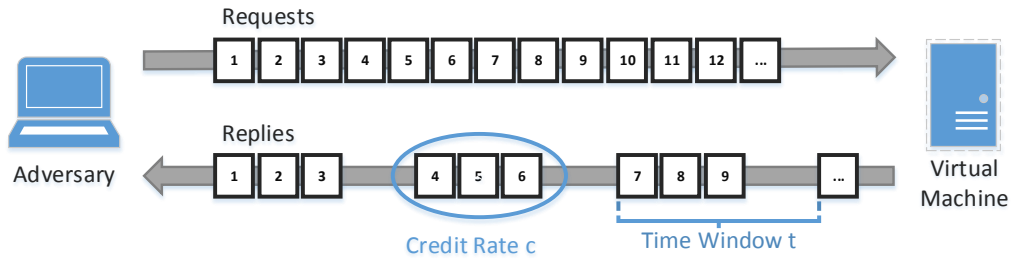 Requests
1 2 3 4 5 6 7 8 9 10 11 12 ...
Replies
1 2 3 4 5 6 7 8 9 ...
Adversary
Virtual
Machine
Credit Rate c
Time Window t